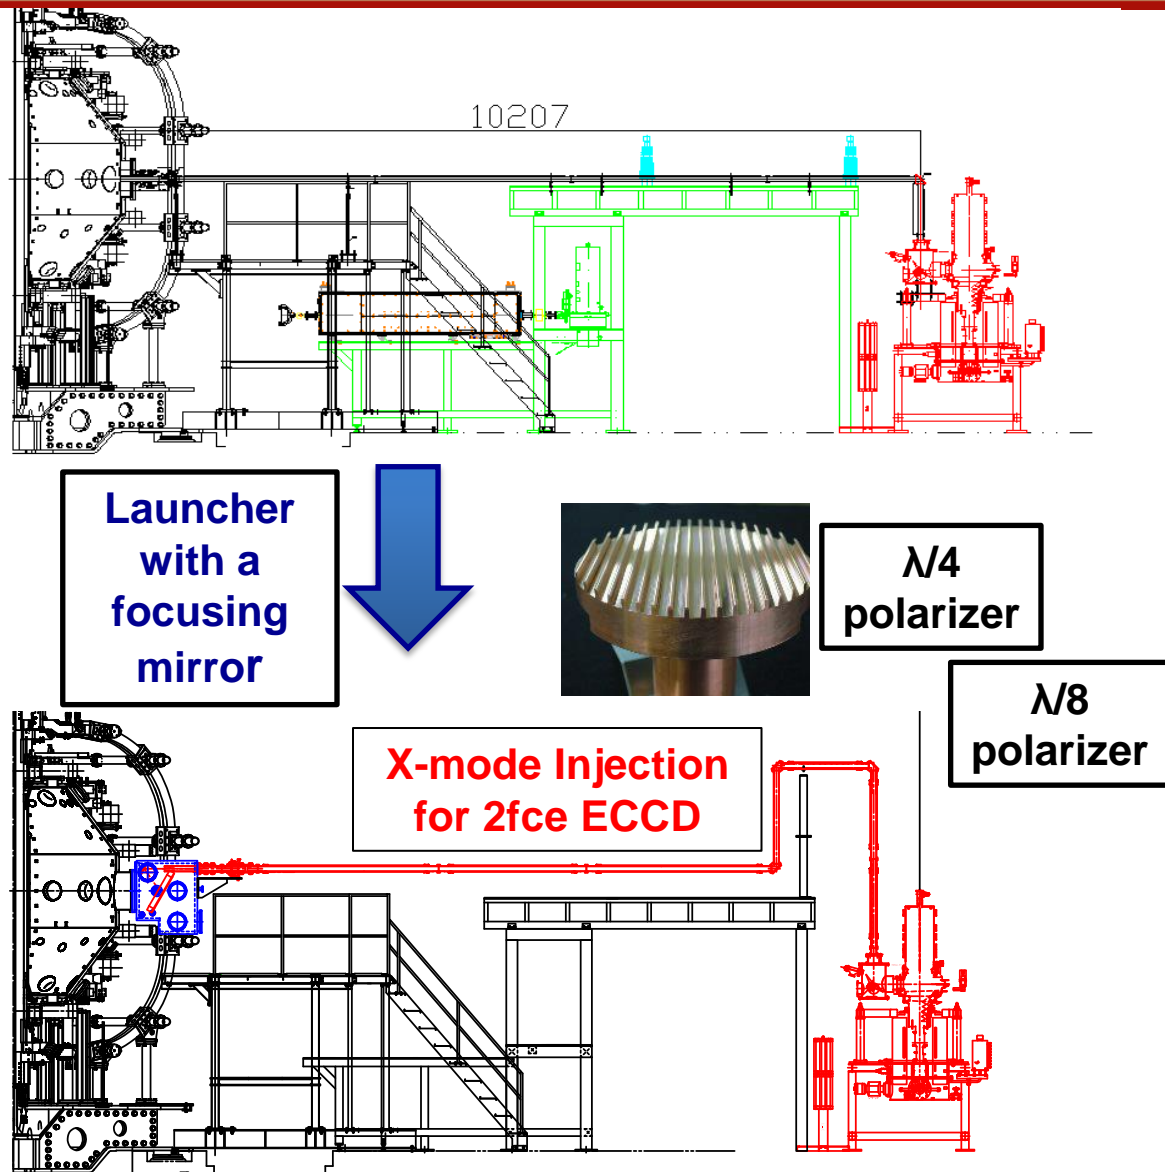 10207
Launcher
with a
focusing
mirror
λ/4
polarizer
λ/8
polarizer
X-mode Injection
for 2fce ECCD